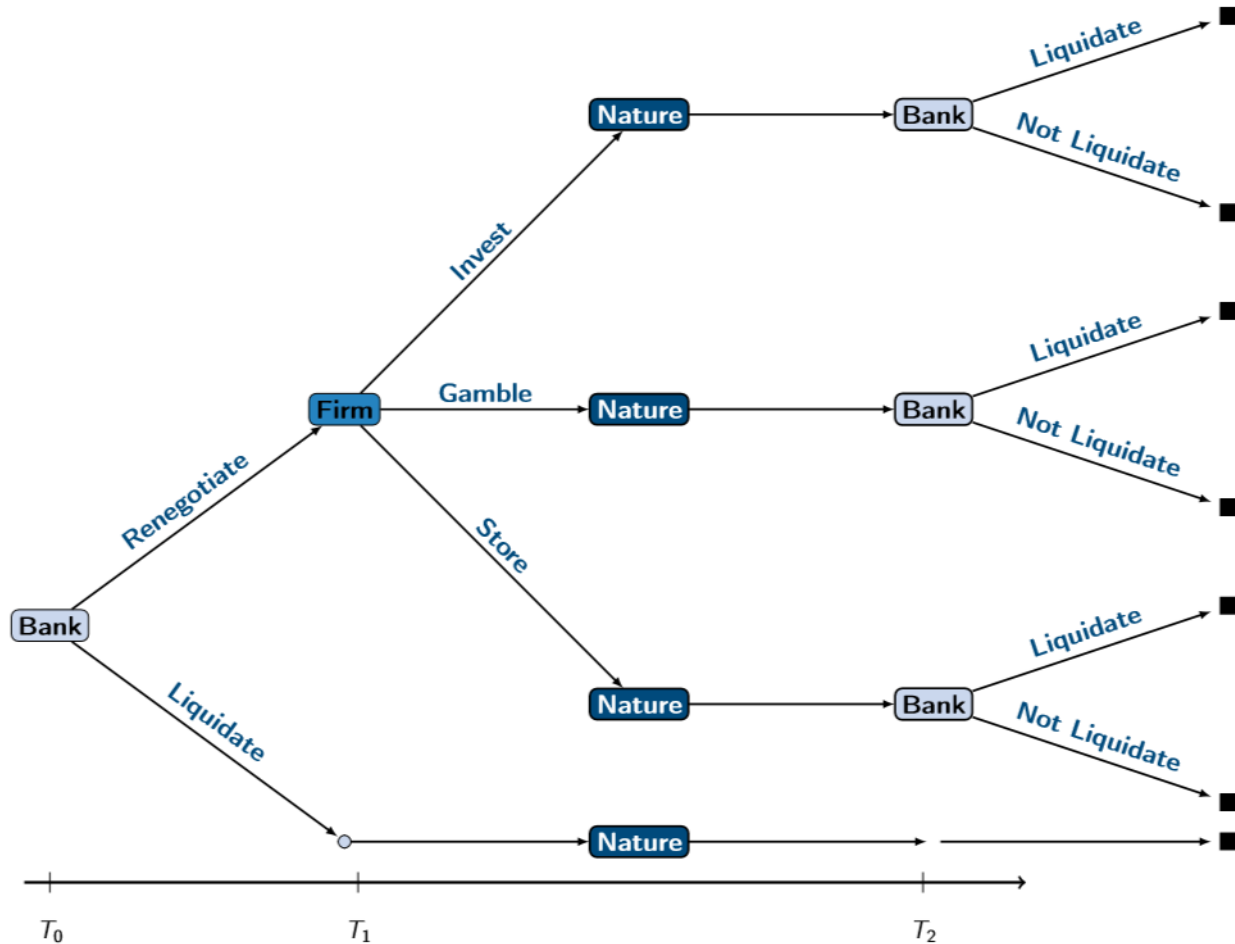 Liquidate
Nature
Bank
Not Liquidate
Invest
Liquidate
Gamble
Firm
Nature
Bank
Not Liquidate
Renegotiate
Store
Liquidate
Bank
Liquidate
Nature
Bank
Not Liquidate
Nature
T₀
T₁
T₂